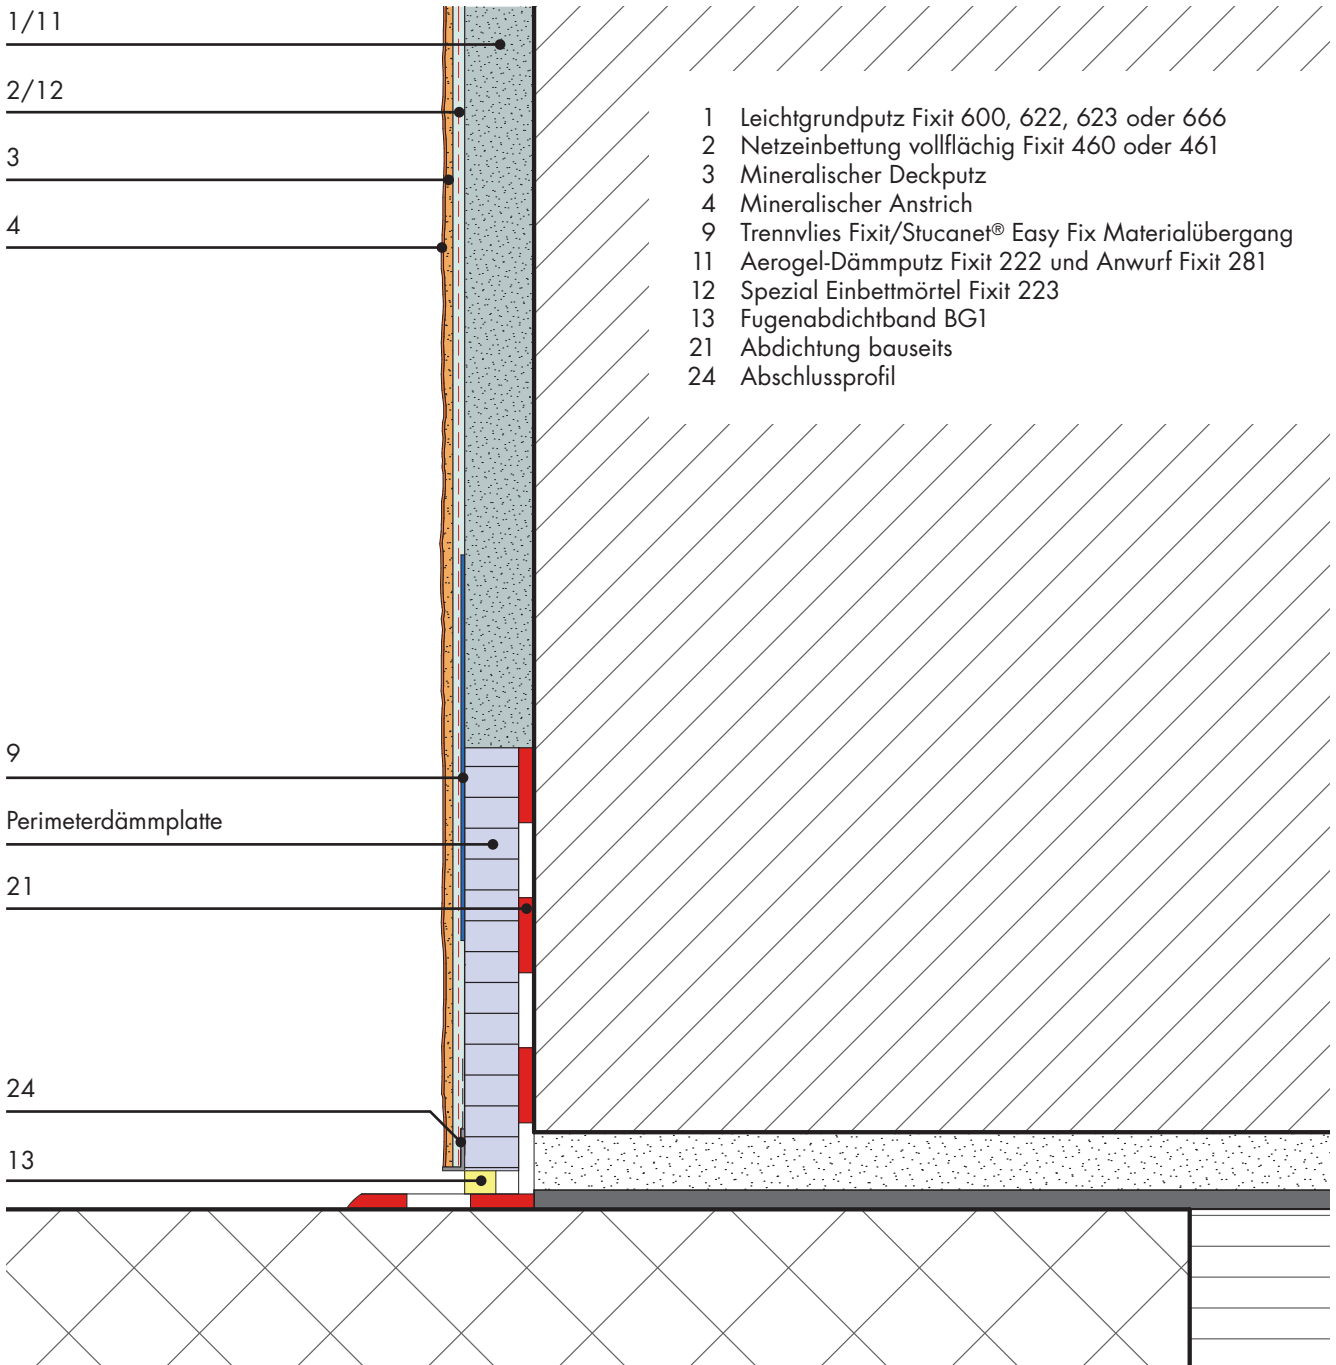 1/11
2/12
3
4
1 Leichtgrundputz Fixit 600, 622, 623 oder 666
2 Netzeinbettung vollflächig Fixit 460 oder 461
3 Mineralischer Deckputz
4 Mineralischer Anstrich
9 Trennvlies Fixit/Stucanet® Easy Fix Materialübergang
11 Aerogel-Dämmputz Fixit 222 und Anwurf Fixit 281
12 Spezial Einbettmörtel Fixit 223
13 Fugenabdichtband BG1
21 Abdichtung bauseits
24 Abschlussprofil
9
Perimeterdämmplatte
21
24
13